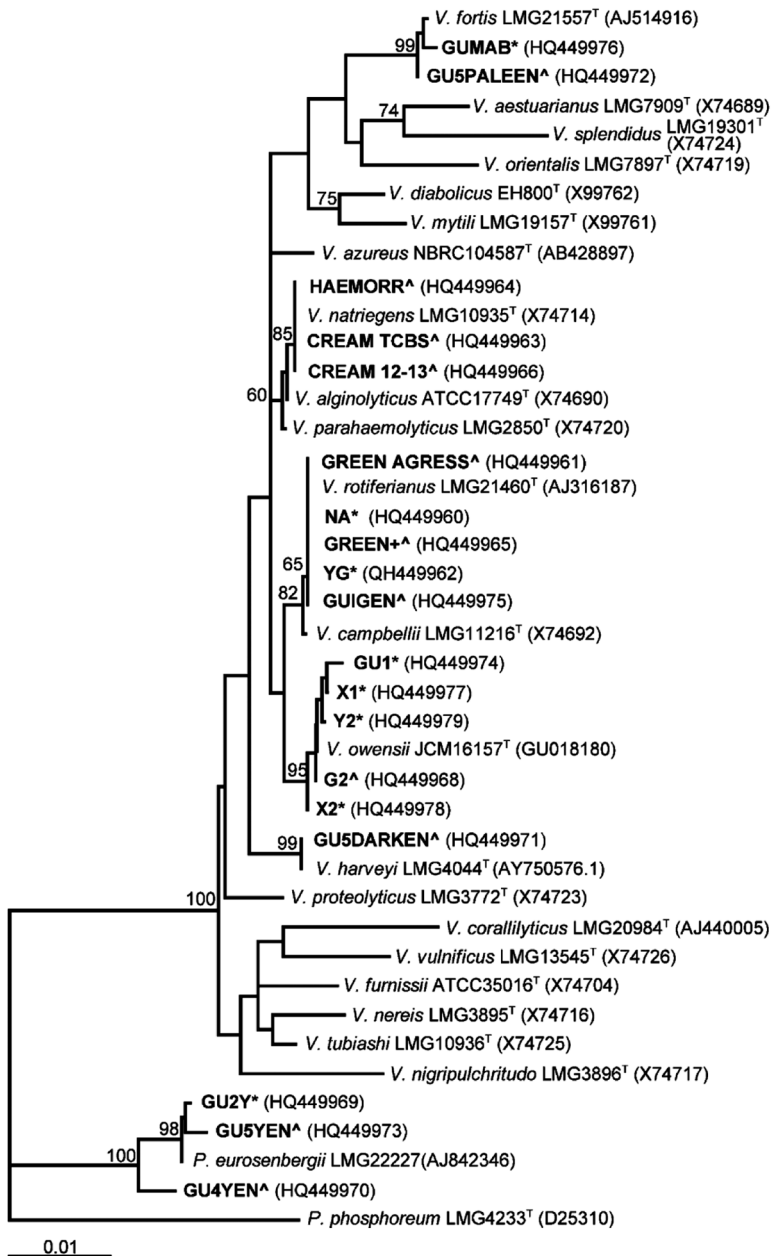 V. fortis LMG21557T (AJ514916)
99
GUMAB* (HQ449976)
GU5PALEEN^ (HQ449972)
V. aestuarianus LMG7909T (X74689)
74
V. splendidus LMG19301T
(X74724)
V. orientalis LMG7897T (X74719)
V. diabolicus EH800T (X99762)
75
V. mytili LMG19157T (X99761)
V. azureus NBRC104587T (AB428897)
HAEMORR^ (HQ449964)
V. natriegens LMG10935T (X74714)
85
CREAM TCBS^ (HQ449963)
CREAM 12-13^ (HQ449966)
60
V. alginolyticus ATCC17749T (X74690)
V. parahaemolyticus LMG2850T (X74720)
GREEN AGRESS^ (HQ449961)
V. rotiferianus LMG21460T (AJ316187)
NA* (HQ449960)
GREEN+^ (HQ449965)
65
YG* (QH449962)
82
GUIGEN^ (HQ449975)
V. campbellii LMG11216T (X74692)
GU1* (HQ449974)
X1* (HQ449977)
Y2* (HQ449979)
V. owensii JCM16157T (GU018180)
95
G2^ (HQ449968)
X2* (HQ449978)
GU5DARKEN^ (HQ449971)
99
V. harveyi LMG4044T (AY750576.1)
100
V. proteolyticus LMG3772T (X74723)
V. corallilyticus LMG20984T (AJ440005)
V. vulnificus LMG13545T (X74726)
V. furnissii ATCC35016T (X74704)
V. nereis LMG3895T (X74716)
V. tubiashi LMG10936T (X74725)
V. nigripulchritudo LMG3896T (X74717)
GU2Y* (HQ449969)
98
GU5YEN^ (HQ449973)
100
P. eurosenbergii LMG22227(AJ842346)
GU4YEN^ (HQ449970)
P. phosphoreum LMG4233T (D25310)
0.01